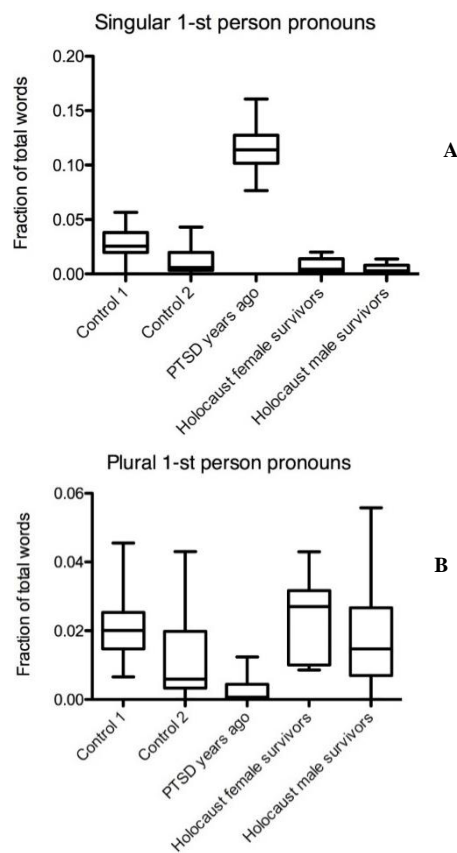 Singular 1-st person pronouns
Fraction of total words
0.20
0.15
0.10
0.05
0.00
A
Control 1
Control 2
PTSD years ago
Holocaust female survivors
Holocaust male survivors
Plural 1-st person pronouns
Fraction of total words
0.06
0.04
0.02
0.00
B
Control 1
Control 2
PTSD years ago
Holocaust female survivors
Holocaust male survivors